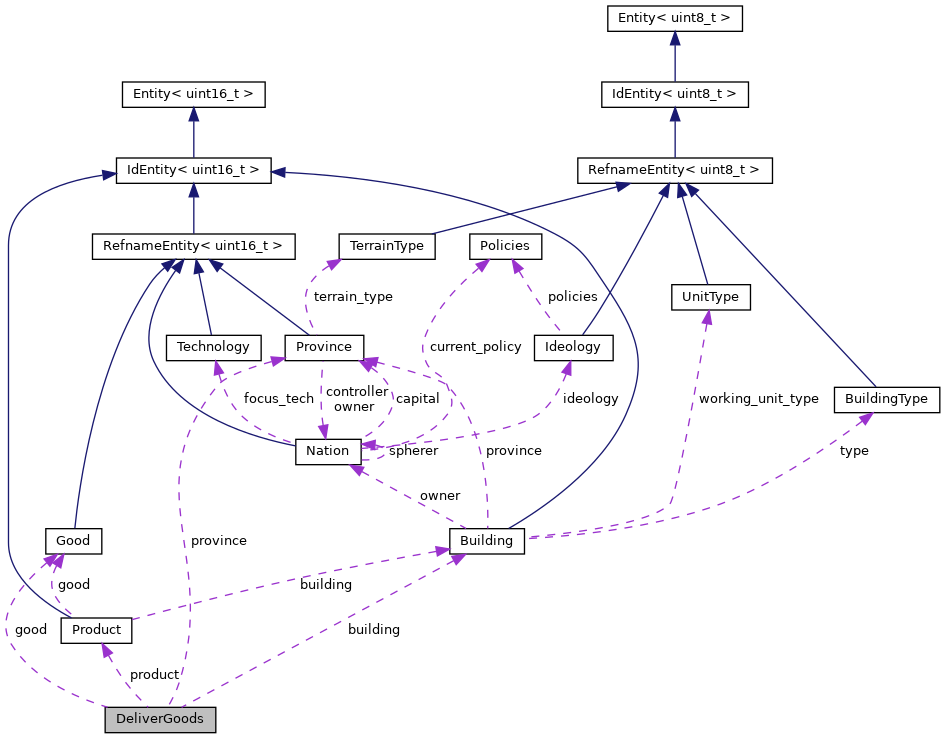 Entity< uint8_t >
Entity< uint16_t >
IdEntity< uint8_t >
IdEntity< uint16_t >
RefnameEntity< uint8_t >
RefnameEntity< uint16_t >
TerrainType
Policies
terrain_type
policies
UnitType
Technology
Province
current_policy
Ideology
focus_tech
controller
owner
capital
ideology
working_unit_type
BuildingType
Nation
spherer
province
type
owner
Good
province
Building
good
building
good
Product
building
product
DeliverGoods